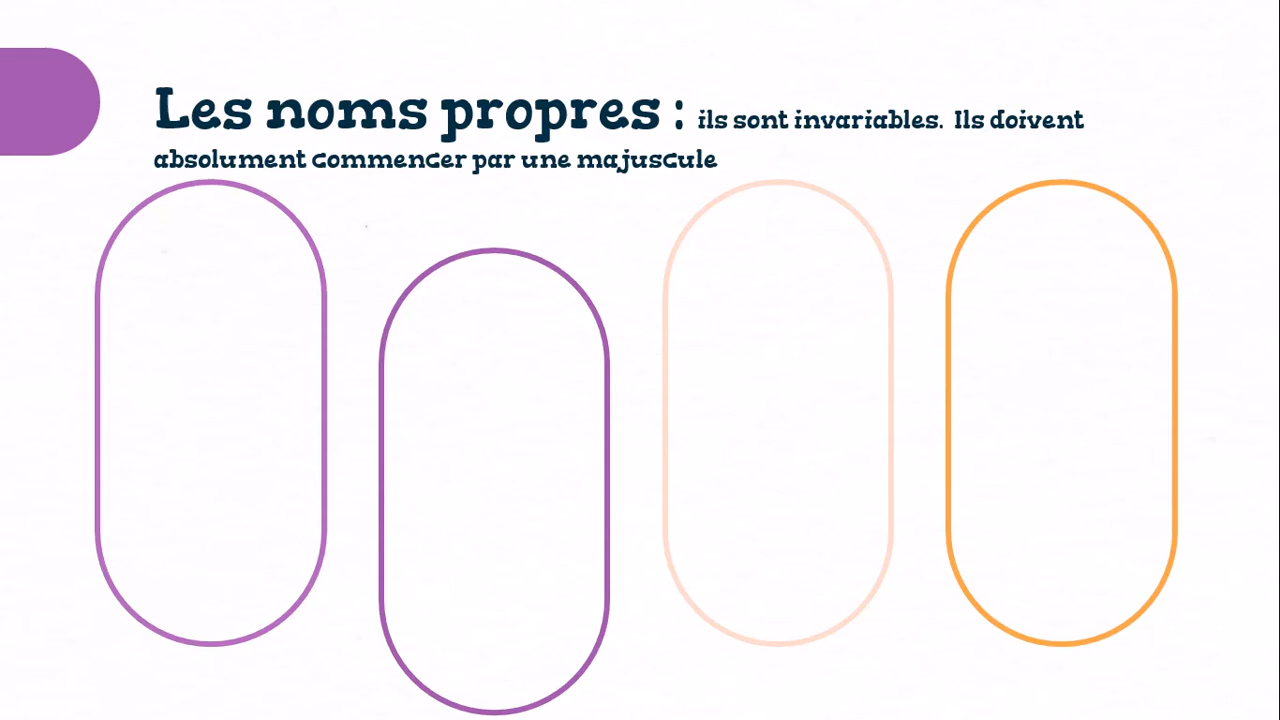 Les noms propres : ils sont invariables. Ils doivent
absolument commencer par une majuscule